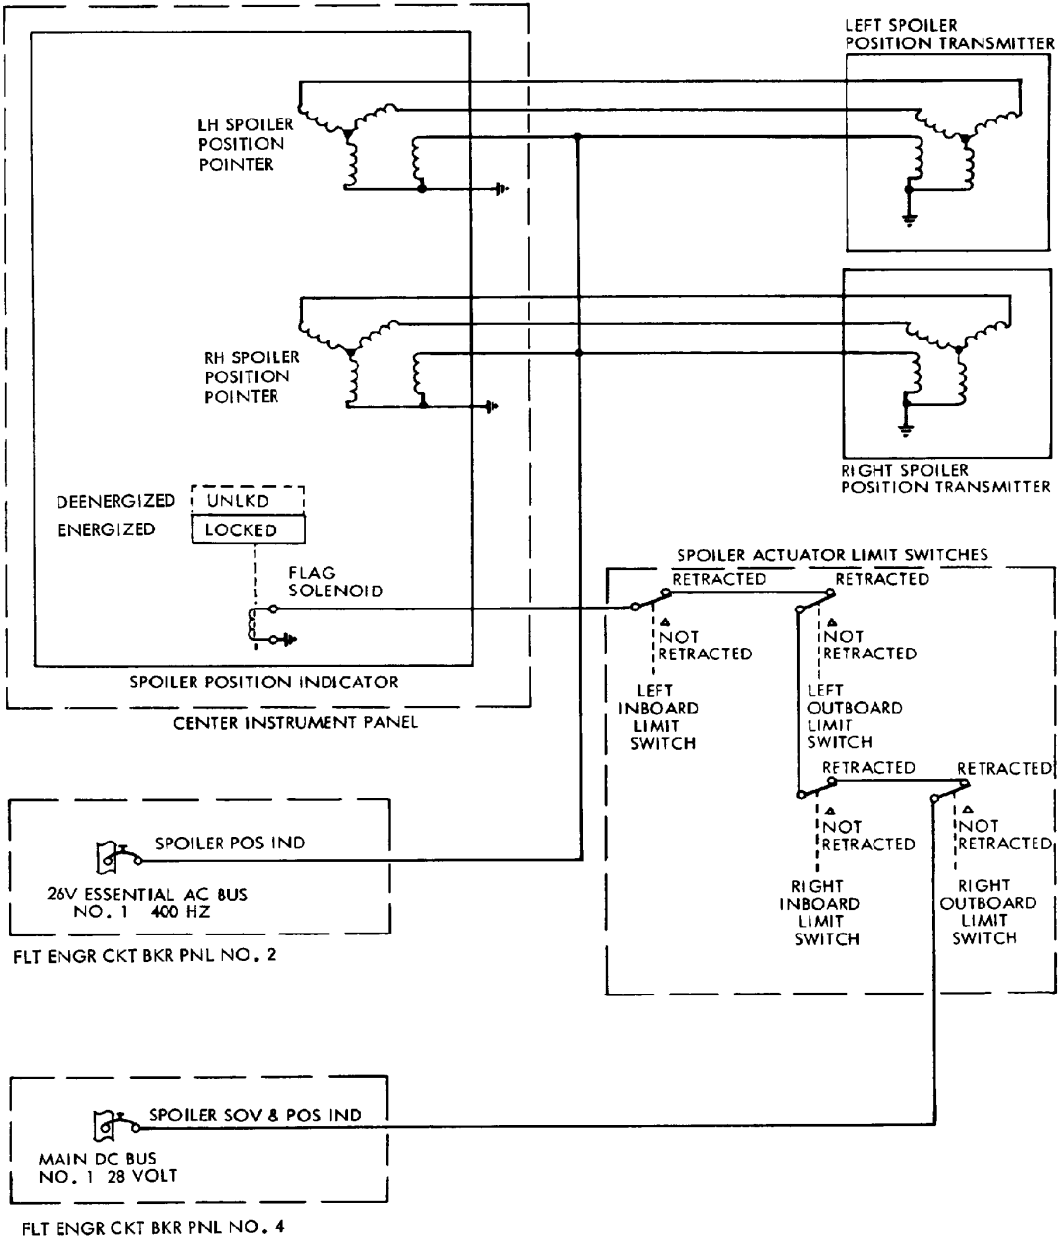 LEFT SPOILER
POSITION TRANSMITTER
LH SPOILER
POSITION
POINTER
RH SPOILER
POSITION
POINTER
RIGHT SPOILER
POSITION TRANSMITTER
DEENERGIZED
UNLKD
ENERGIZED
LOCKED
FLAG
SOLENOID
SPOILER POSITION INDICATOR
CENTER INSTRUMENT PANEL
SPOILER ACTUATOR LIMIT SWITCHES
RETRACTED
RETRACTED
NOT
RETRACTED
NOT
RETRACTED
LEFT
INBOARD
LIMIT
SWITCH
LEFT
OUTBOARD
LIMIT
SWITCH
RETRACTED
RETRACTED
NOT
RETRACTED
NOT
RETRACTED
RIGHT
INBOARD
LIMIT
SWITCH
RIGHT
OUTBOARD
LIMIT
SWITCH
SPOILER POS IND
26V ESSENTIAL AC BUS
NO. 1 400 HZ
FLT ENGR CKT BKR PNL NO. 2
SPOILER SOV & POS IND
MAIN DC BUS
NO. 1 28 VOLT
FLT ENGR CKT BKR PNL NO. 4